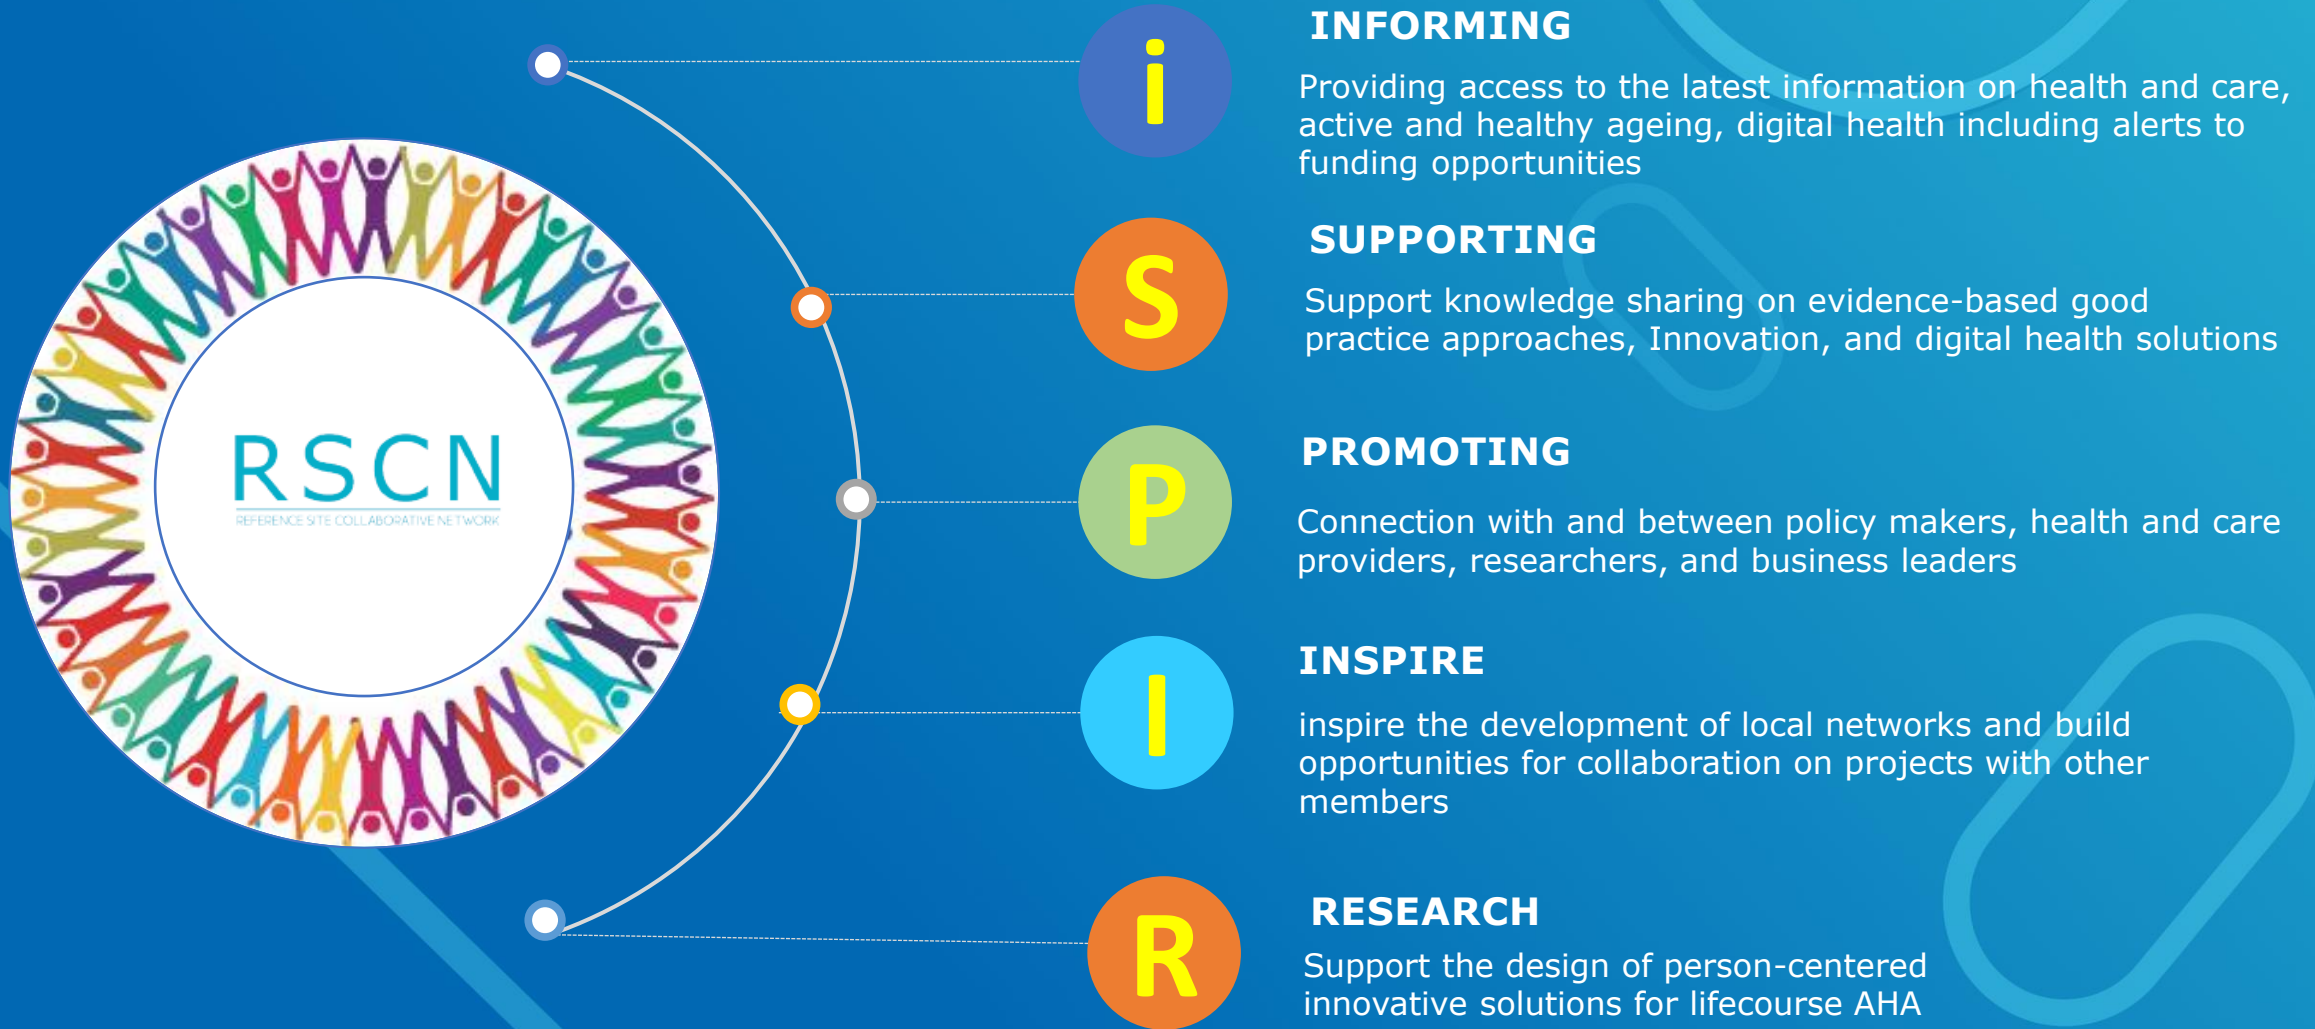 RSCN
REFERENCE SITE COLLABORATIVE NETWORK
i
INFORMING
Providing access to the latest information on health and care,
active and healthy ageing, digital health including alerts to
funding opportunities
S
SUPPORTING
Support knowledge sharing on evidence-based good
practice approaches, Innovation, and digital health solutions
P
PROMOTING
Connection with and between policy makers, health and care
providers, researchers, and business leaders
I
INSPIRE
inspire the development of local networks and build
opportunities for collaboration on projects with other
members
R
RESEARCH
Support the design of person-centered
innovative solutions for lifecourse AHA